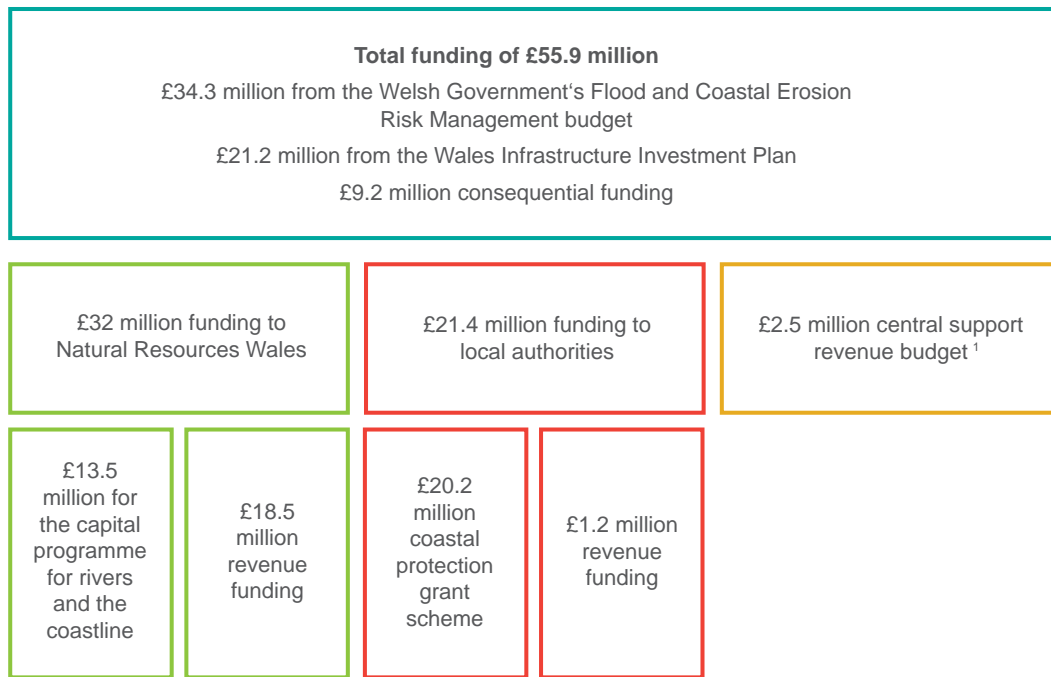 Total funding of £55.9 million
£34.3 million from the Welsh Government‘s Flood and Coastal Erosion
Risk Management budget
£21.2 million from the Wales Infrastructure Investment Plan
£9.2 million consequential funding
£32 million funding to
Natural Resources Wales
£21.4 million funding to
local authorities
£2.5 million central support
revenue budget ¹
£13.5
million for
the capital
programme
for rivers
and the
coastline
£18.5
million
revenue
funding
£20.2
million
coastal
protection
grant
scheme
£1.2 million
revenue
funding